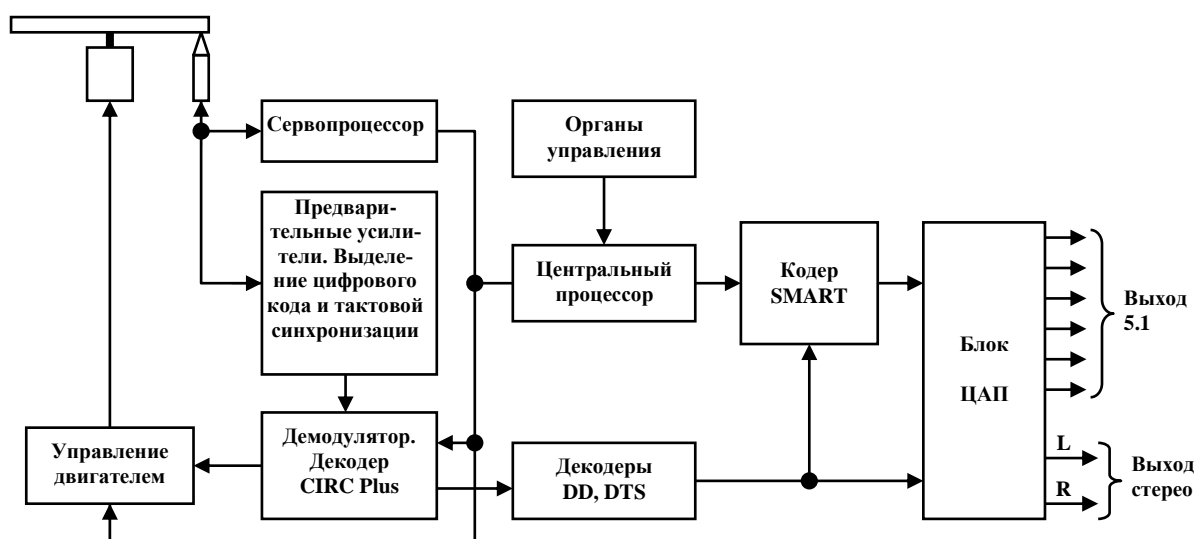 Сервопроцессор
Органы
управления
Предвари-
тельные усили-
тели. Выделе-
ние цифрового
кода и тактовой
синхронизации
Центральный
процессор
Кодер
SMART
Блок
ЦАП
Выход
5.1
Управление
двигателем
Демодулятор.
Декодер
CIRC Plus
Декодеры
DD, DTS
L
R
Выход
стерео